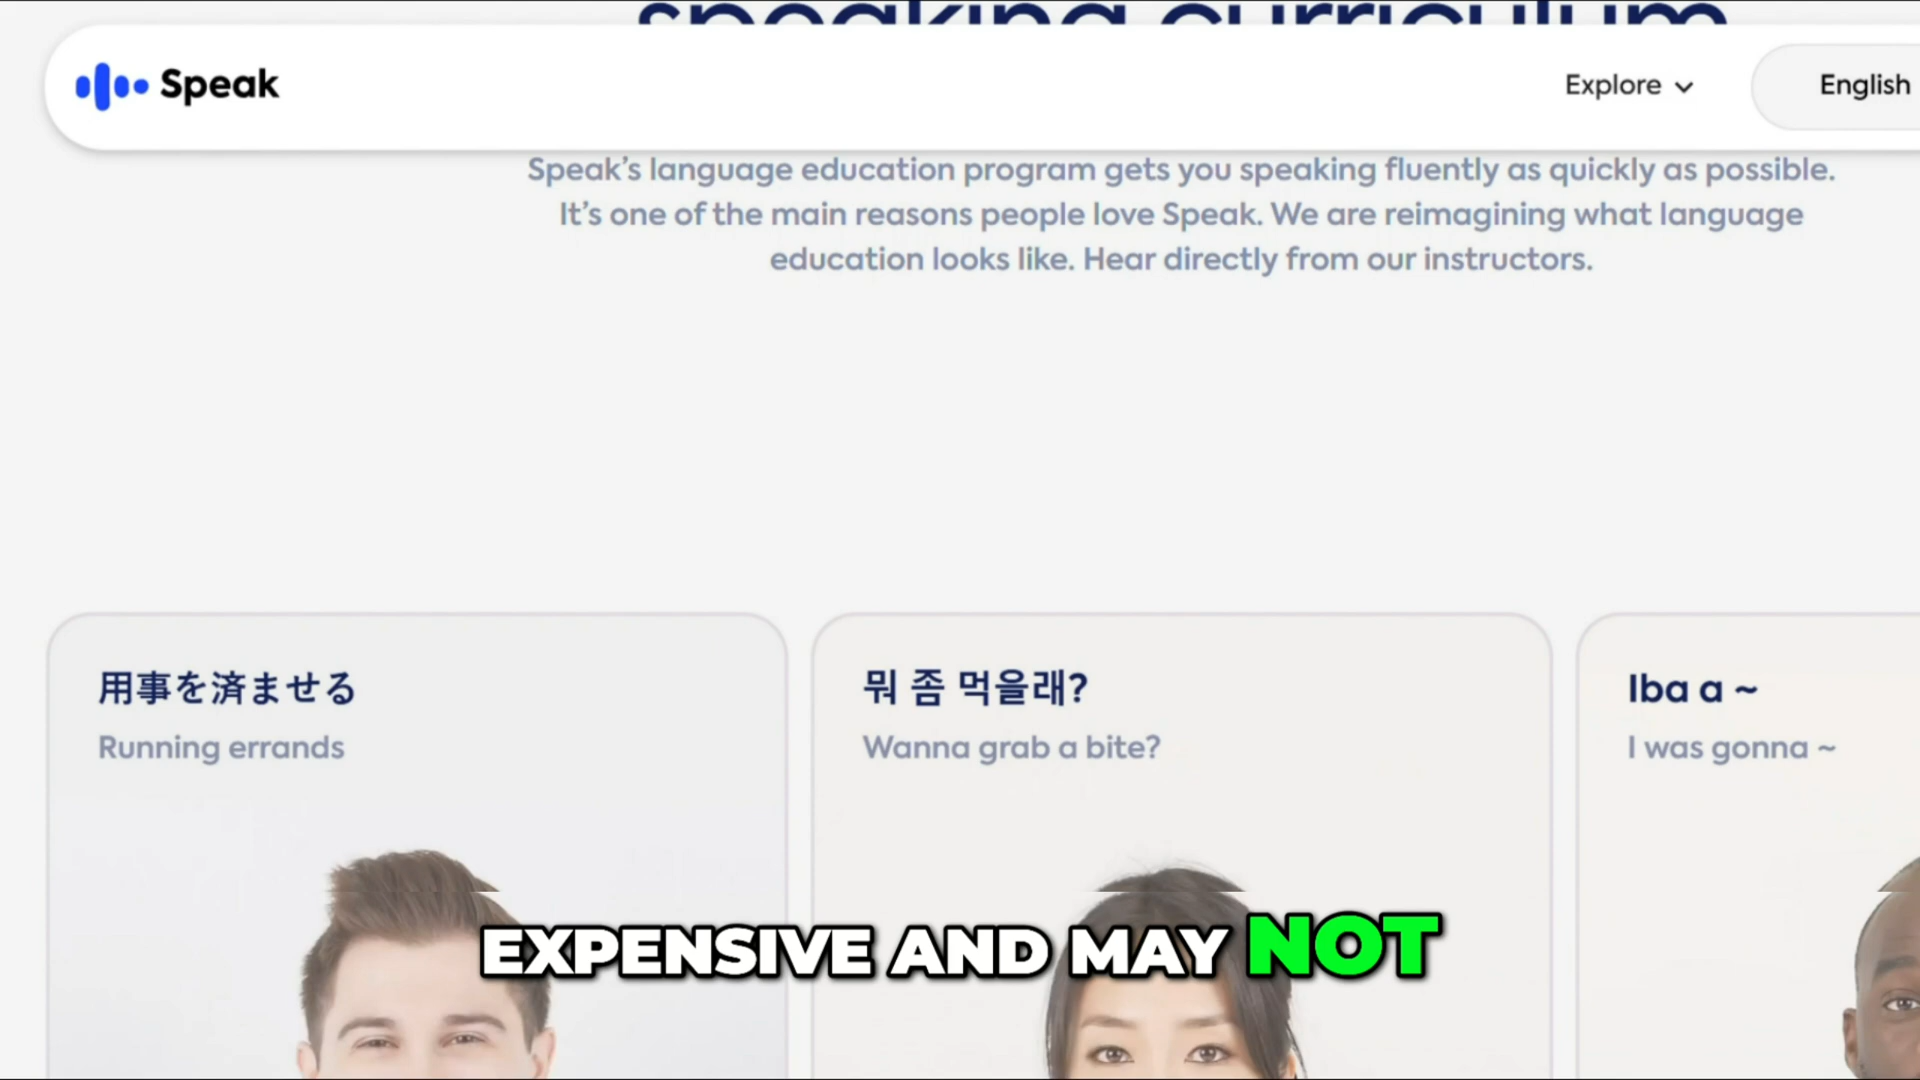 speaking curriculum
Speak
Explore
English
Speak's language education program gets you speaking fluently as quickly as possible.
It's one of the main reasons people love Speak. We are reimagining what language
education looks like. Hear directly from our instructors.
用事を済ませる
Running errands
뭐 좀 먹을래?
Wanna grab a bite?
Iba a ~
I was gonna ~
EXPENSIVE AND MAY NOT